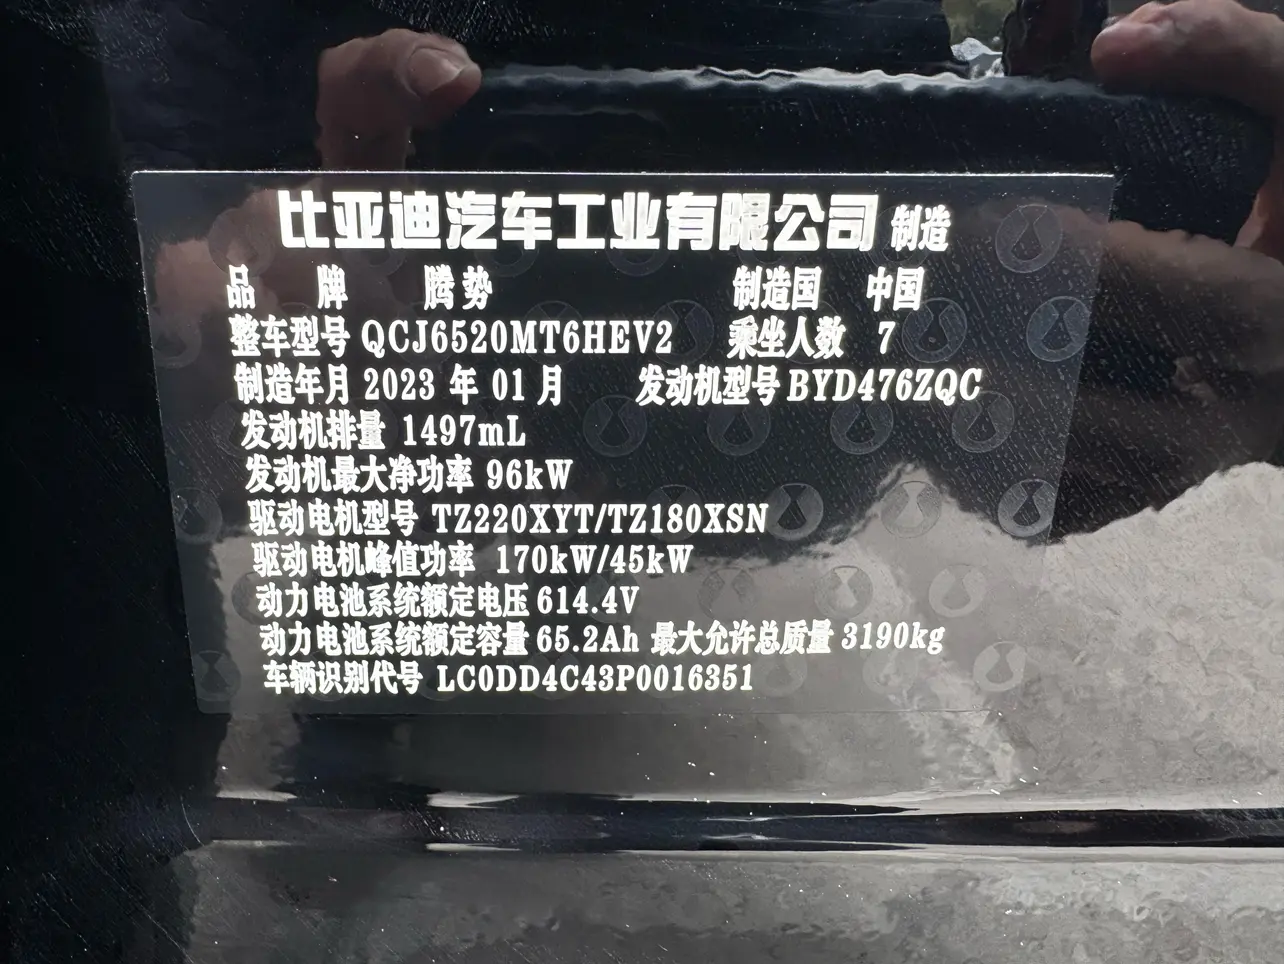 比亚迪汽车工业有限公司 制造
品牌 腾势 制造国 中国
整车型号 QCJ6520MT6HEV2 乘坐人数 7
制造年月 2023 年 01 月 发动机型号 BYD476ZQC
发动机排量 1497mL
发动机最大净功率 96kW
驱动电机型号 TZ220XYT/TZ180XSN
驱动电机峰值功率 170kW/45kW
动力电池系统额定电压 614.4V
动力电池系统额定容量 65.2Ah 最大允许总质量 3190kg
车辆识别代号 LC0DD4C43P0016351